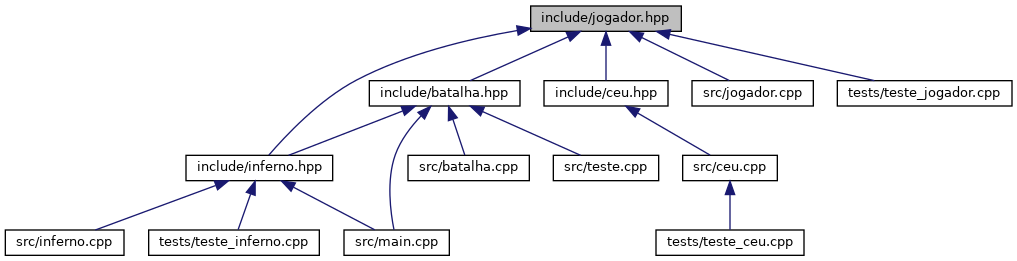 include/jogador.hpp
include/batalha.hpp
include/ceu.hpp
src/jogador.cpp
tests/teste_jogador.cpp
include/inferno.hpp
src/batalha.cpp
src/teste.cpp
src/ceu.cpp
src/inferno.cpp
tests/teste_inferno.cpp
src/main.cpp
tests/teste_ceu.cpp